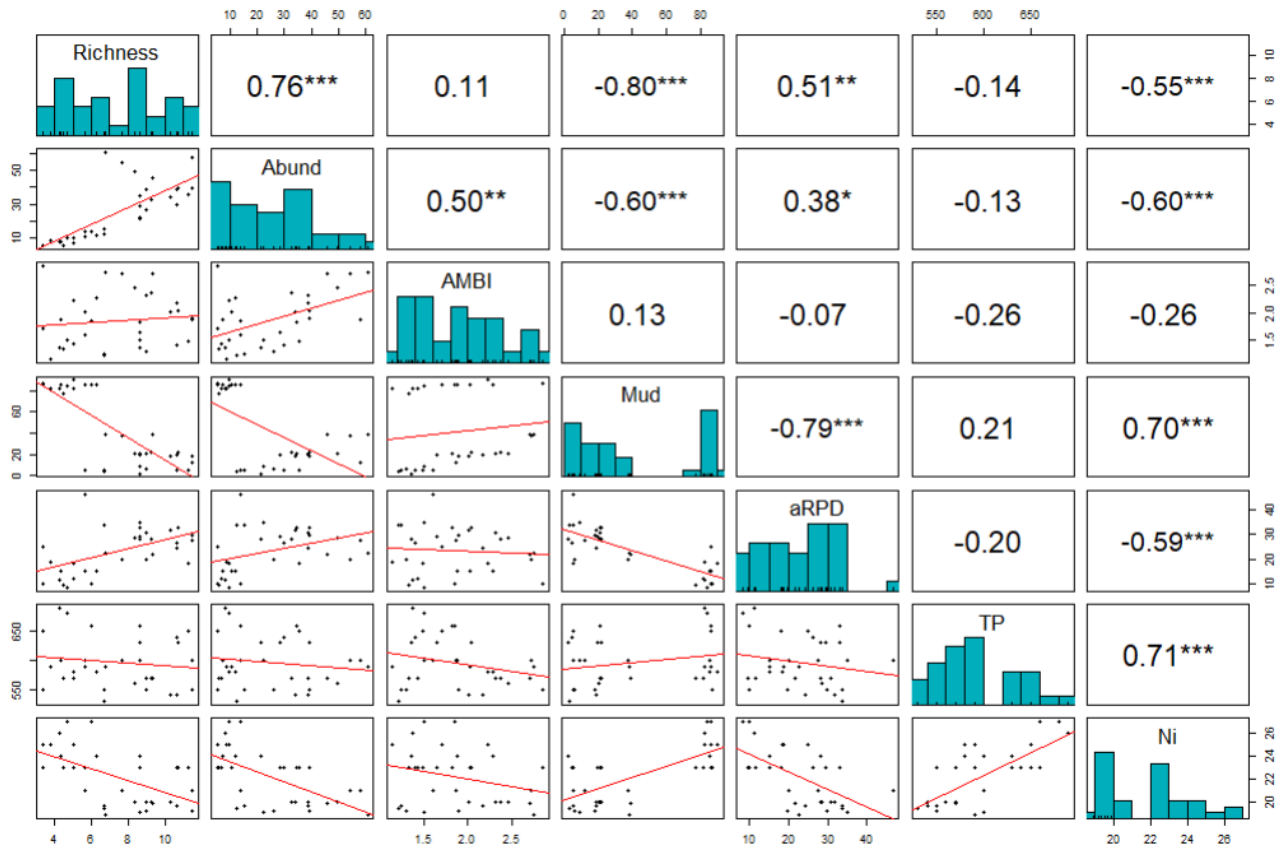 10 20 30 40 50 60 0 20 40 60 80 550 600 650
Richness 0.76*** 0.11 -0.80*** 0.51** -0.14 -0.55*** 4 6 8 10
10 30 50 Abund 0.50** -0.60*** 0.38* -0.13 -0.60***
AMBI 0.13 -0.07 -0.26 -0.26 1.5 2.0 2.5
0 20 60 Mud -0.79*** 0.21 0.70***
aRPD -0.20 -0.59*** 10 20 30 40
550 650 TP 0.71***
Ni 20 22 24 26
4 6 8 10 1.5 2.0 2.5 10 20 30 40 20 22 24 26